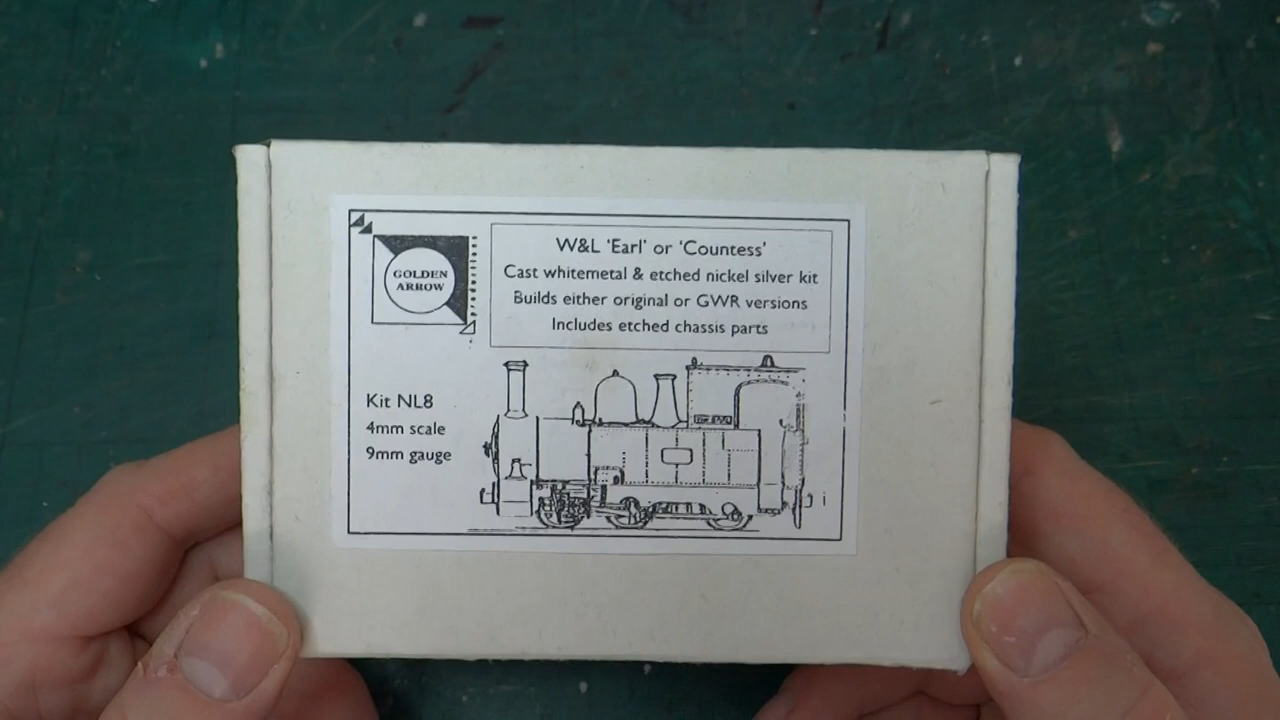 GOLDEN
ARROW
productions
W&L 'Earl' or 'Countess'
Cast whitemetal & etched nickel silver kit
Builds either original or GWR versions
Includes etched chassis parts
Kit NL8
4mm scale
9mm gauge